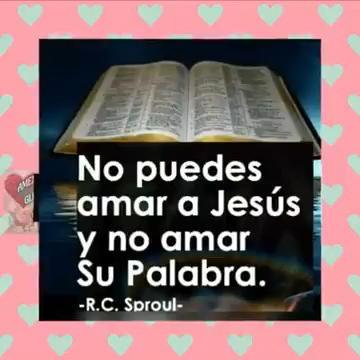 No puedes
amar a Jesús
y no amar
Su Palabra.
-R.C. Sproul-